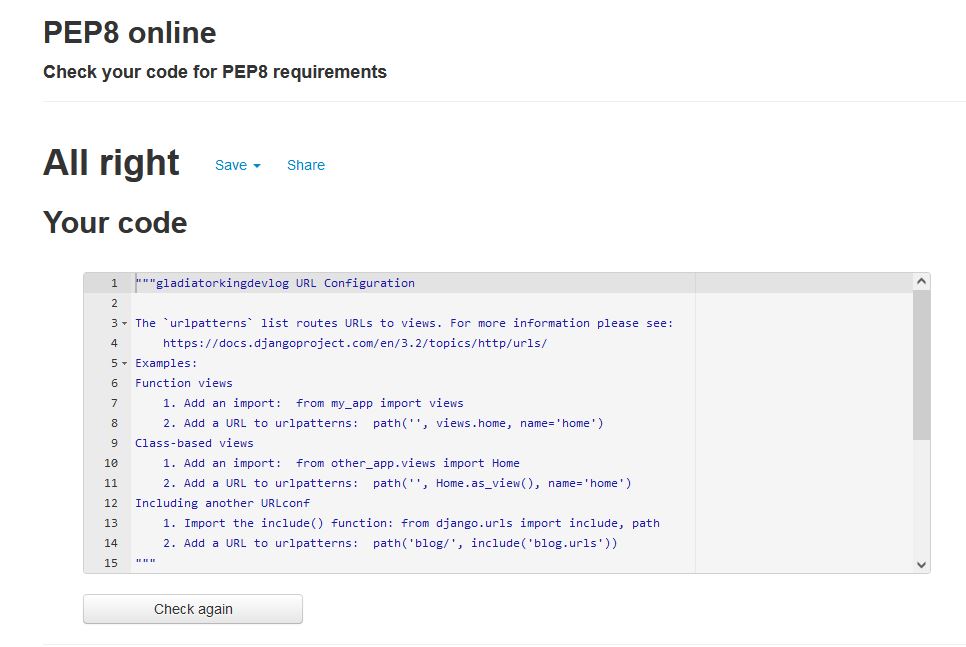 PEP8 online
Check your code for PEP8 requirements
All right Save Share
Your code
1 """gladiatorkingdevlog URL Configuration
2
3 The `urlpatterns` list routes URLs to views. For more information please see:
4     https://docs.djangoproject.com/en/3.2/topics/http/urls/
5 Examples:
6 Function views
7     1. Add an import:  from my_app import views
8     2. Add a URL to urlpatterns:  path('', views.home, name='home')
9 Class-based views
10     1. Add an import:  from other_app.views import Home
11     2. Add a URL to urlpatterns:  path('', Home.as_view(), name='home')
12 Including another URLconf
13     1. Import the include() function: from django.urls import include, path
14     2. Add a URL to urlpatterns:  path('blog/', include('blog.urls'))
15 """
Check again